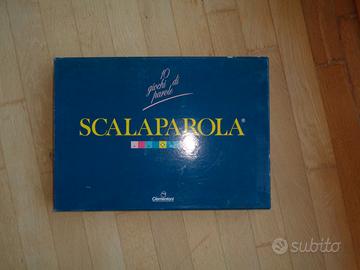 10
giochi di
parole
SCALAPAROLA®
Clementoni
subito